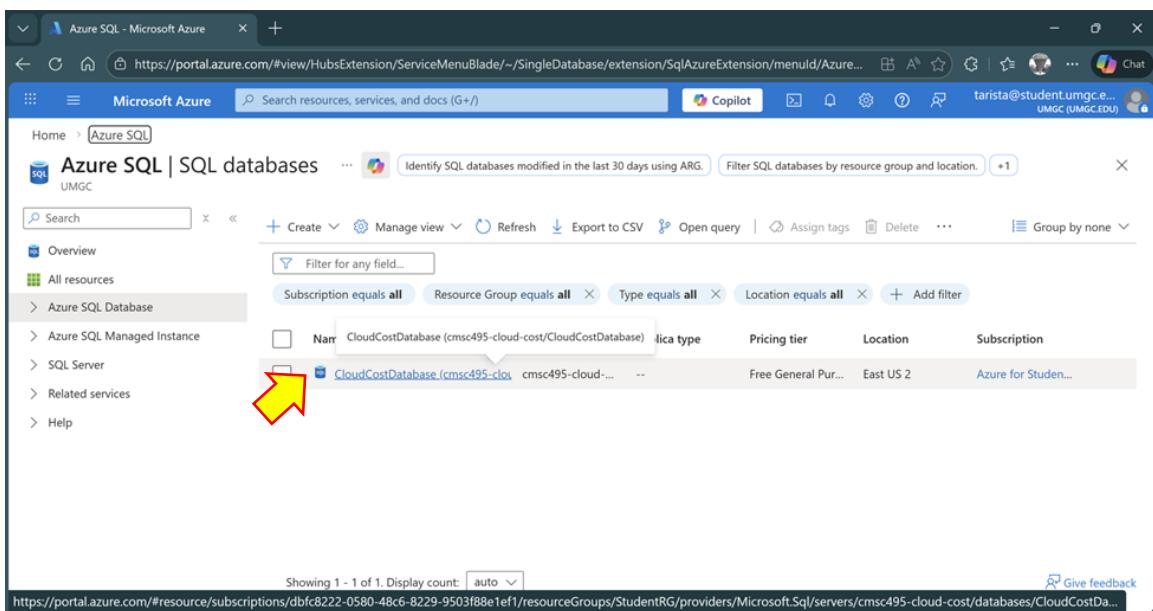 Azure SQL - Microsoft Azure
https://portal.azure.com/#view/HubsExtension/ServiceMenuBlade/~/SingleDatabase/extension/SqlAzureExtension/menuId/Azure...
Chat
Microsoft Azure
Search resources, services, and docs (G+/)
Copilot
tarista@student.umgc.e...
UMGC (UMGC.EDU)
Home > Azure SQL
Azure SQL | SQL databases ...
Identify SQL databases modified in the last 30 days using ARG.
Filter SQL databases by resource group and location.
+1
UMGC
Search
Overview
All resources
Azure SQL Database
Azure SQL Managed Instance
SQL Server
Related services
Help
+ Create Manage view Refresh Export to CSV Open query | Assign tags Delete ... Group by none
Filter for any field...
Subscription equals all Resource Group equals all Type equals all Location equals all + Add filter
CloudCostDatabase (cmsc495-cloud-cost/CloudCostDatabase)
Pricing tier Location Subscription
CloudCostDatabase (cmsc495-clou cmsc495-cloud-... -- Free General Pur... East US 2 Azure for Studen...
Showing 1 - 1 of 1. Display count: auto
Give feedback
https://portal.azure.com/#resource/subscriptions/dbfc8222-0580-48c6-8229-9503f88e1ef1/resourceGroups/StudentRG/providers/Microsoft.Sql/servers/cmsc495-cloud-cost/databases/CloudCostDa...